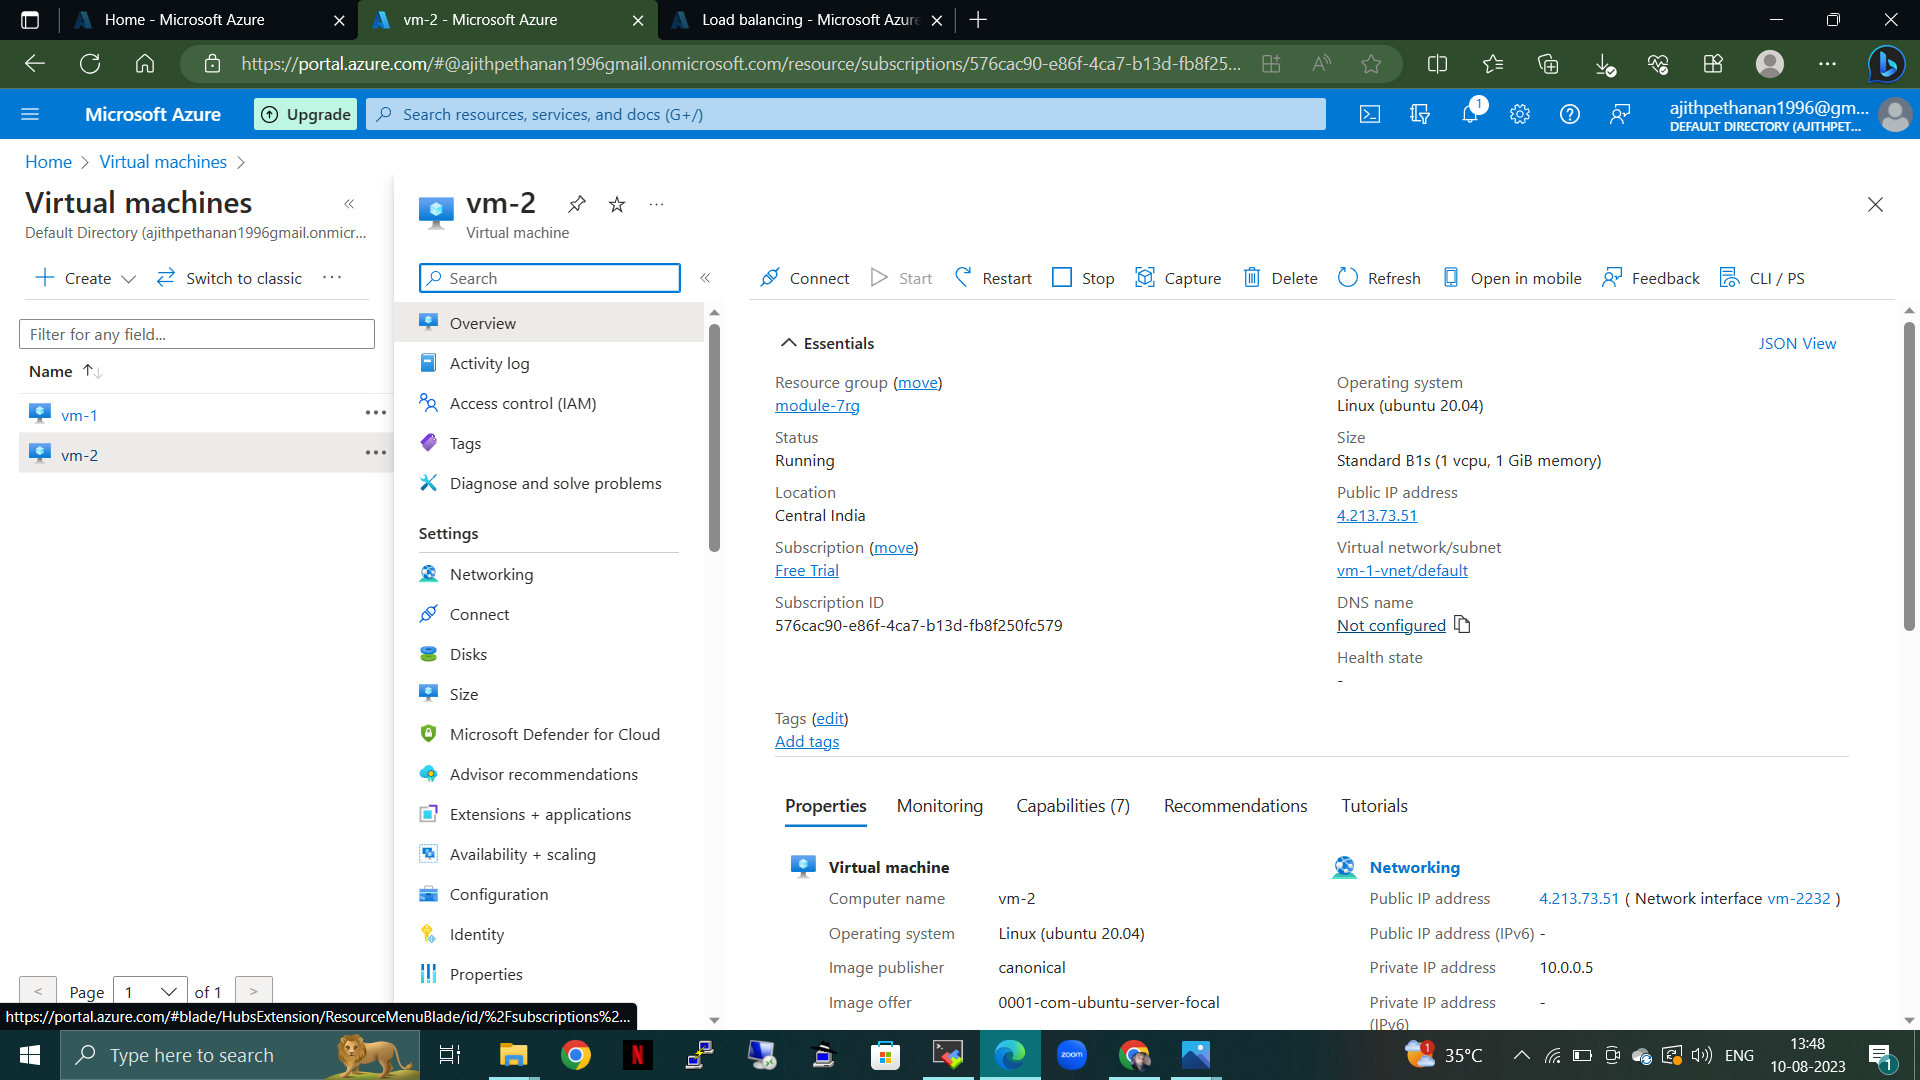 Home - Microsoft Azure
vm-2 - Microsoft Azure
Load balancing - Microsoft Azure
https://portal.azure.com/#@ajithpethanan1996gmail.onmicrosoft.com/resource/subscriptions/576cac90-e86f-4ca7-b13d-fb8f25...
Microsoft Azure
Upgrade
Search resources, services, and docs (G+/)
1
ajithpethanan1996@gm...
DEFAULT DIRECTORY (AJITHPET...
Home > Virtual machines >
Virtual machines
Default Directory (ajithpethanan1996gmail.onmicr...
Create
Switch to classic
Filter for any field...
Name
vm-1
vm-2
Page 1 of 1
vm-2
Virtual machine
Search
Overview
Activity log
Access control (IAM)
Tags
Diagnose and solve problems
Settings
Networking
Connect
Disks
Size
Microsoft Defender for Cloud
Advisor recommendations
Extensions + applications
Availability + scaling
Configuration
Identity
Properties
Connect
Start
Restart
Stop
Capture
Delete
Refresh
Open in mobile
Feedback
CLI / PS
Essentials
JSON View
Resource group (move)
module-7rg
Status
Running
Location
Central India
Subscription (move)
Free Trial
Subscription ID
576cac90-e86f-4ca7-b13d-fb8f250fc579
Operating system
Linux (ubuntu 20.04)
Size
Standard B1s (1 vcpu, 1 GiB memory)
Public IP address
4.213.73.51
Virtual network/subnet
vm-1-vnet/default
DNS name
Not configured
Health state
-
Tags (edit)
Add tags
Properties
Monitoring
Capabilities (7)
Recommendations
Tutorials
Virtual machine
Computer name vm-2
Operating system Linux (ubuntu 20.04)
Image publisher canonical
Image offer 0001-com-ubuntu-server-focal
Networking
Public IP address 4.213.73.51 ( Network interface vm-2232 )
Public IP address (IPv6) -
Private IP address 10.0.0.5
Private IP address -
(IPv6)
https://portal.azure.com/#blade/HubsExtension/ResourceMenuBlade/id/%2Fsubscriptions%2...
Type here to search
N
zoom
1
35°C
ENG
13:48
10-08-2023
1